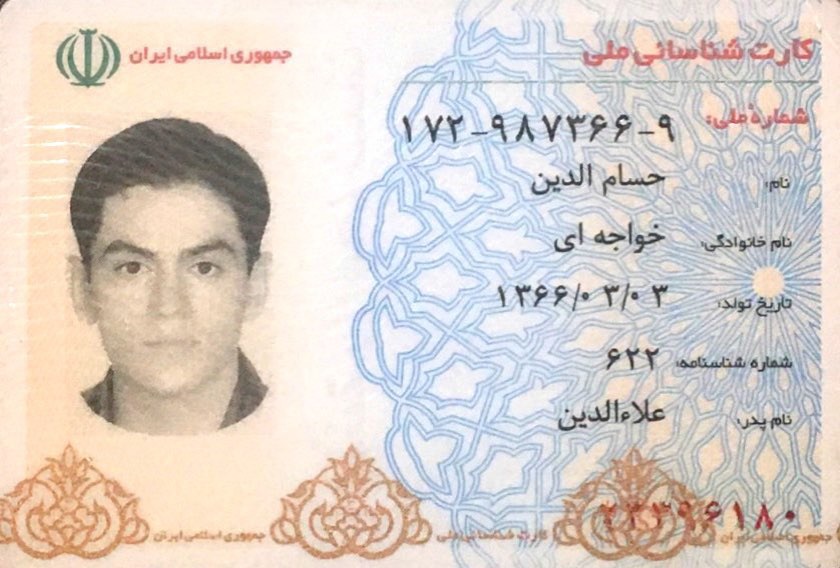 جمهوری اسلامی ایران
کارت شناسائی ملی
شماره ملی: ۱۷۲-۹۸۷۳۶۶-۹
نام: حسام الدین
نام خانوادگی: خواجه ای
تاریخ تولد: ۱۳۶۶/۰۳/۰۳
شماره شناسنامه: ۶۲۲
نام پدر: علاءالدین
جمهوری اسلامی ایران
کارت شناسائی ملی
جمهوری اسلامی ایران